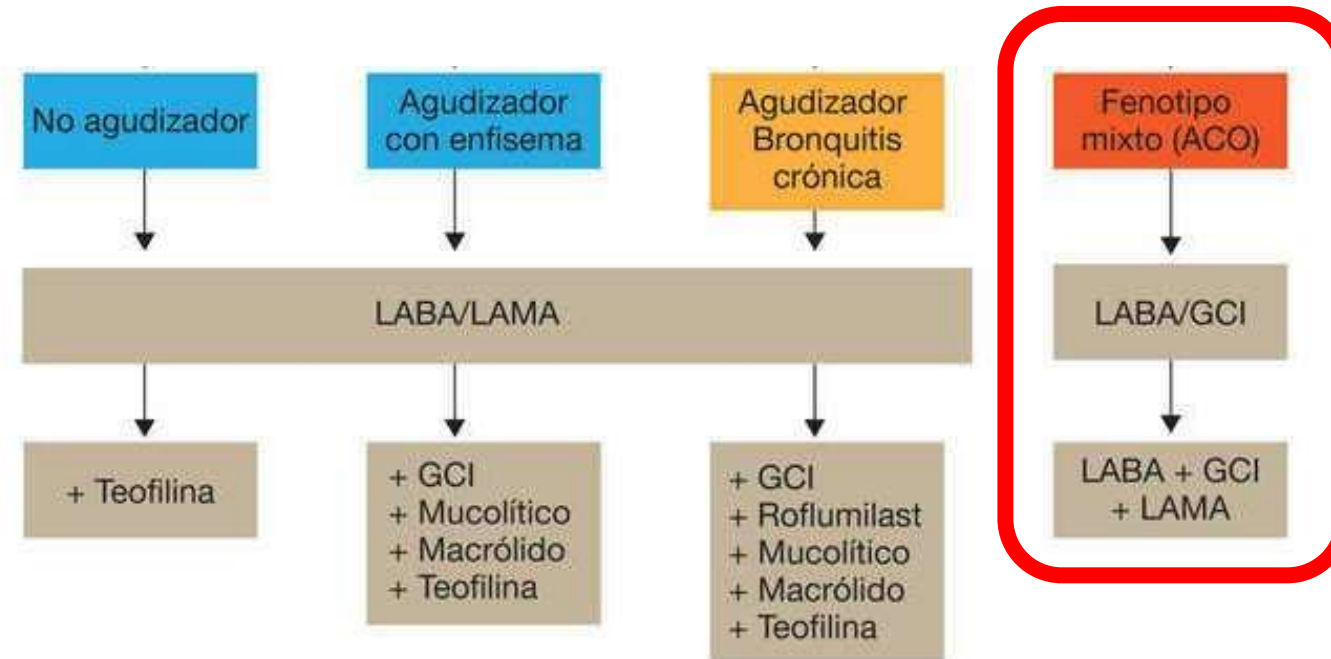 No agudizador
Agudizador
con enfisema
Agudizador
Bronquitis
crónica
Fenotipo
mixto (ACO)
LABA/LAMA
LABA/GCI
+ Teofilina
+ GCI
+ Mucolítico
+ Macrólido
+ Teofilina
+ GCI
+ Roflumilast
+ Mucolítico
+ Macrólido
+ Teofilina
LABA + GCI
+ LAMA